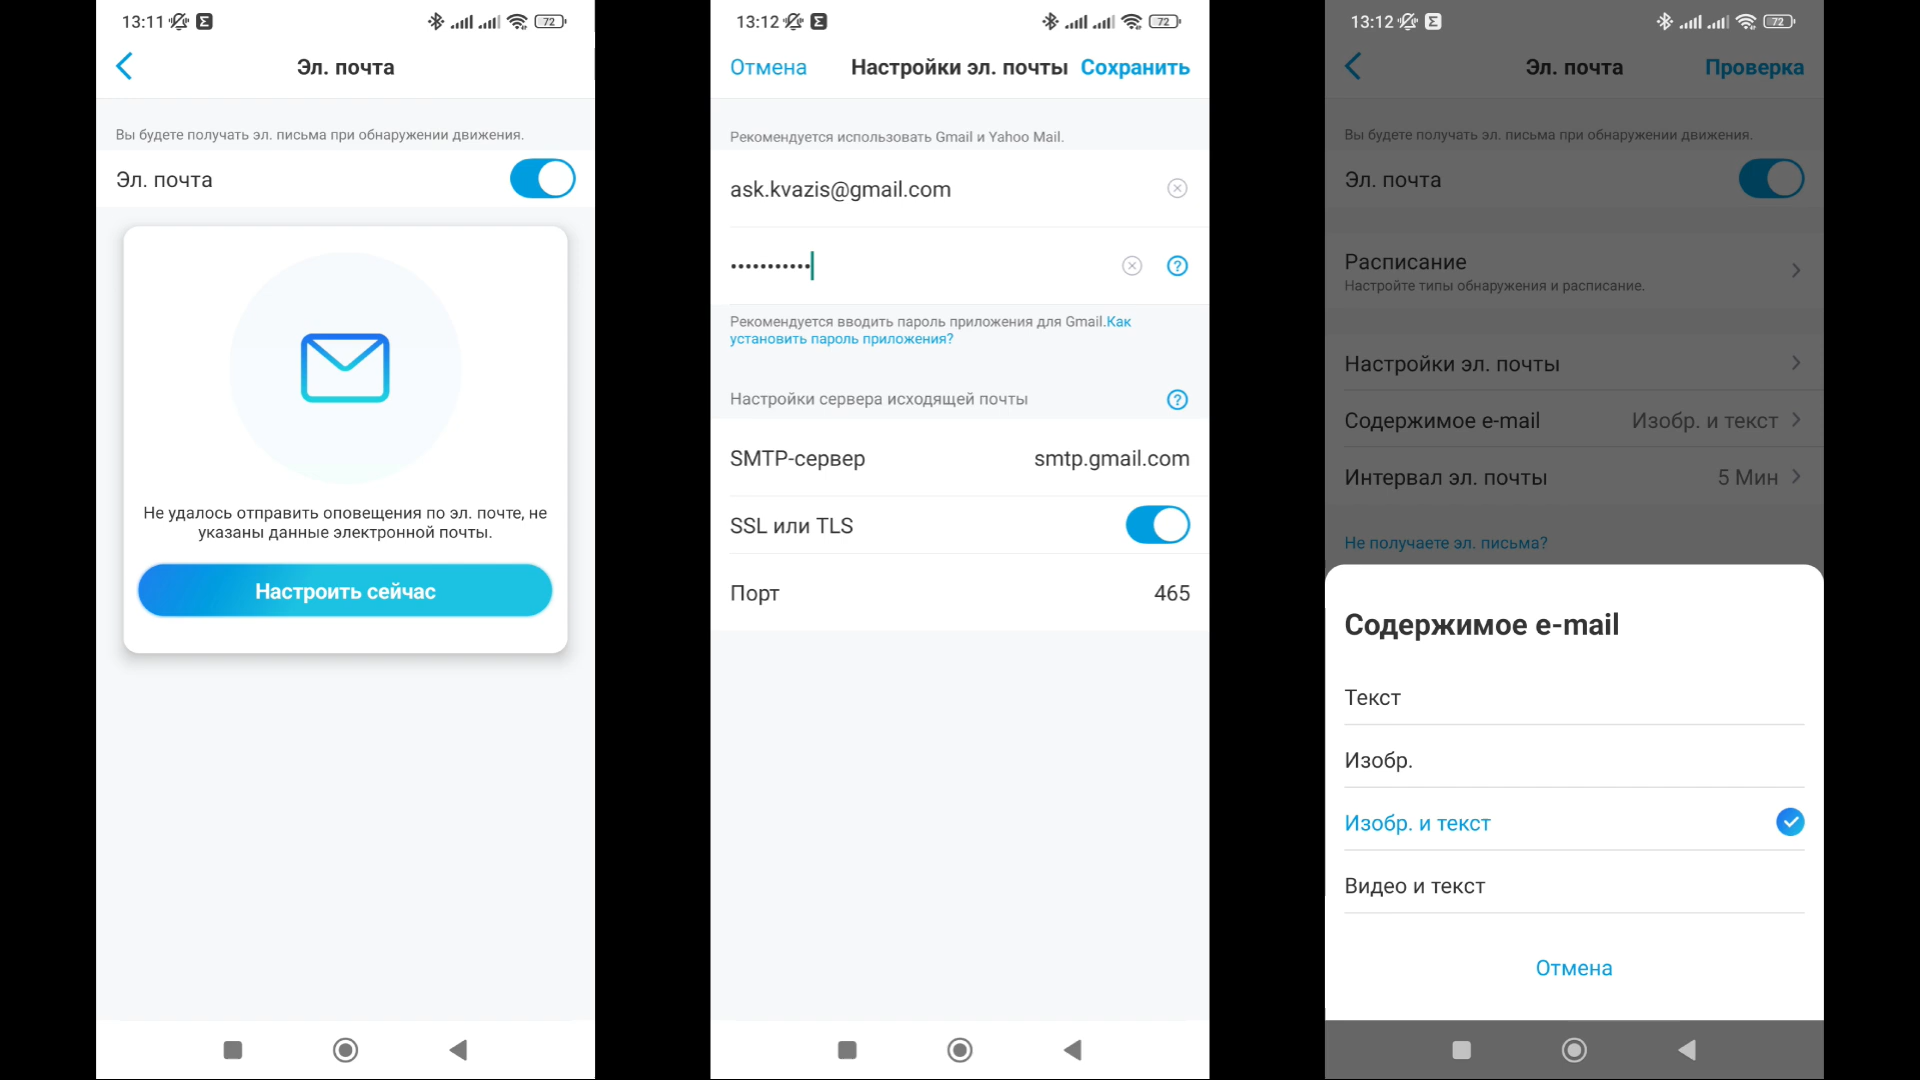 13:11
72
Эл. почта
Вы будете получать эл. письма при обнаружении движения.
Эл. почта
Не удалось отправить оповещения по эл. почте, не
указаны данные электронной почты.
Настроить сейчас
13:12
72
Отмена
Настройки эл. почты
Сохранить
Рекомендуется использовать Gmail и Yahoo Mail.
ask.kvazis@gmail.com
•••••••••••
Рекомендуется вводить пароль приложения для Gmail.Как
установить пароль приложения?
Настройки сервера исходящей почты
SMTP-сервер
smtp.gmail.com
SSL или TLS
Порт
465
13:12
72
Эл. почта
Проверка
Вы будете получать эл. письма при обнаружении движения.
Эл. почта
Расписание
Настройте типы обнаружения и расписание.
Настройки эл. почты
Содержимое e-mail
Изобр. и текст
Интервал эл. почты
5 Мин
Не получаете эл. письма?
Содержимое e-mail
Текст
Изобр.
Изобр. и текст
Видео и текст
Отмена